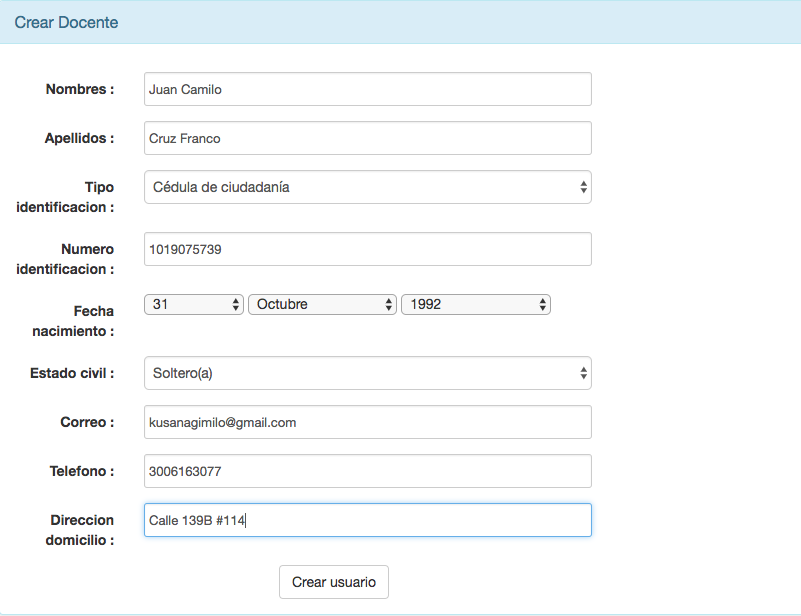 Crear Docente
Nombres : Juan Camilo
Apellidos : Cruz Franco
Tipo identificacion : Cédula de ciudadanía
Numero identificacion : 1019075739
Fecha nacimiento : 31 Octubre 1992
Estado civil : Soltero(a)
Correo : kusanagimilo@gmail.com
Telefono : 3006163077
Direccion domicilio : Calle 139B #114
Crear usuario